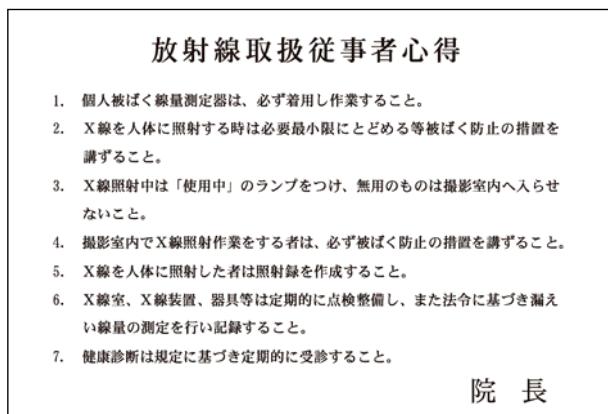 放射線取扱従事者心得
1. 個人被ばく線量測定器は、必ず着用し作業すること。
2. X線を人体に照射する時は必要最小限にとどめる等被ばく防止の措置を
講ずること。
3. X線照射中は「使用中」のランプをつけ、無用のものは撮影室内へ入らせ
ないこと。
4. 撮影室内でX線照射作業をする者は、必ず被ばく防止の措置を講ずること。
5. X線を人体に照射した者は照射録を作成すること。
6. X線室、X線装置、器具等は定期的に点検整備し、また法令に基づき漏え
い線量の測定を行い記録すること。
7. 健康診断は規定に基づき定期的に受診すること。
院 長